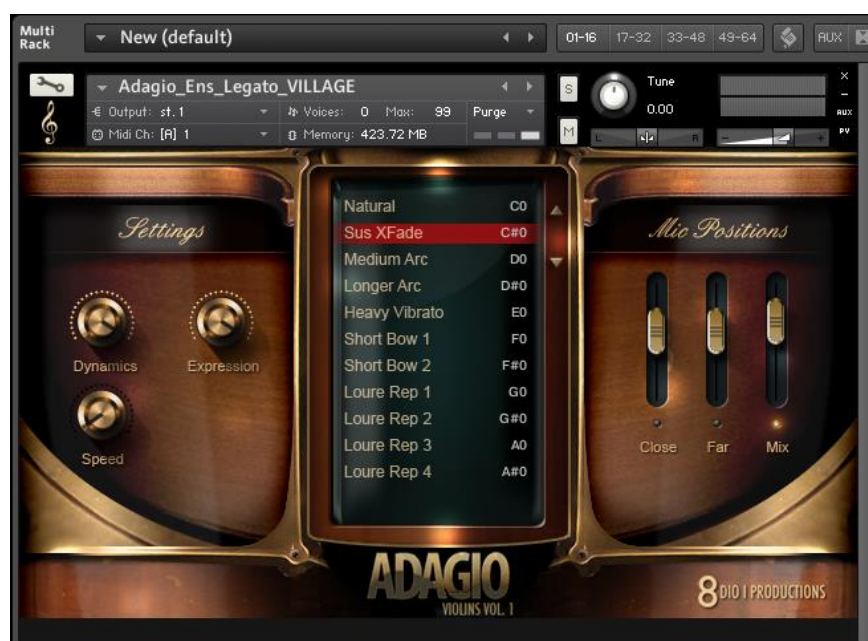 Multi Rack
New (default)
01-16 17-32 33-48 49-64
AUX
Adagio_Ens_Legato_VILLAGE
Output: st.1
Voices: 0 Max: 99
Purge
Midi Ch: [A] 1
Memory: 423.72 MB
S
M
Tune
0.00
L
R
-
+
×
-
AUX
PV
Settings
Dynamics
Expression
Speed
Natural C0
Sus XFade C#0
Medium Arc D0
Longer Arc D#0
Heavy Vibrato E0
Short Bow 1 F0
Short Bow 2 F#0
Loure Rep 1 G0
Loure Rep 2 G#0
Loure Rep 3 A0
Loure Rep 4 A#0
Mic Positions
Close Far Mix
ADAGIO
VIOLINS VOL. 1
8DIO | PRODUCTIONS